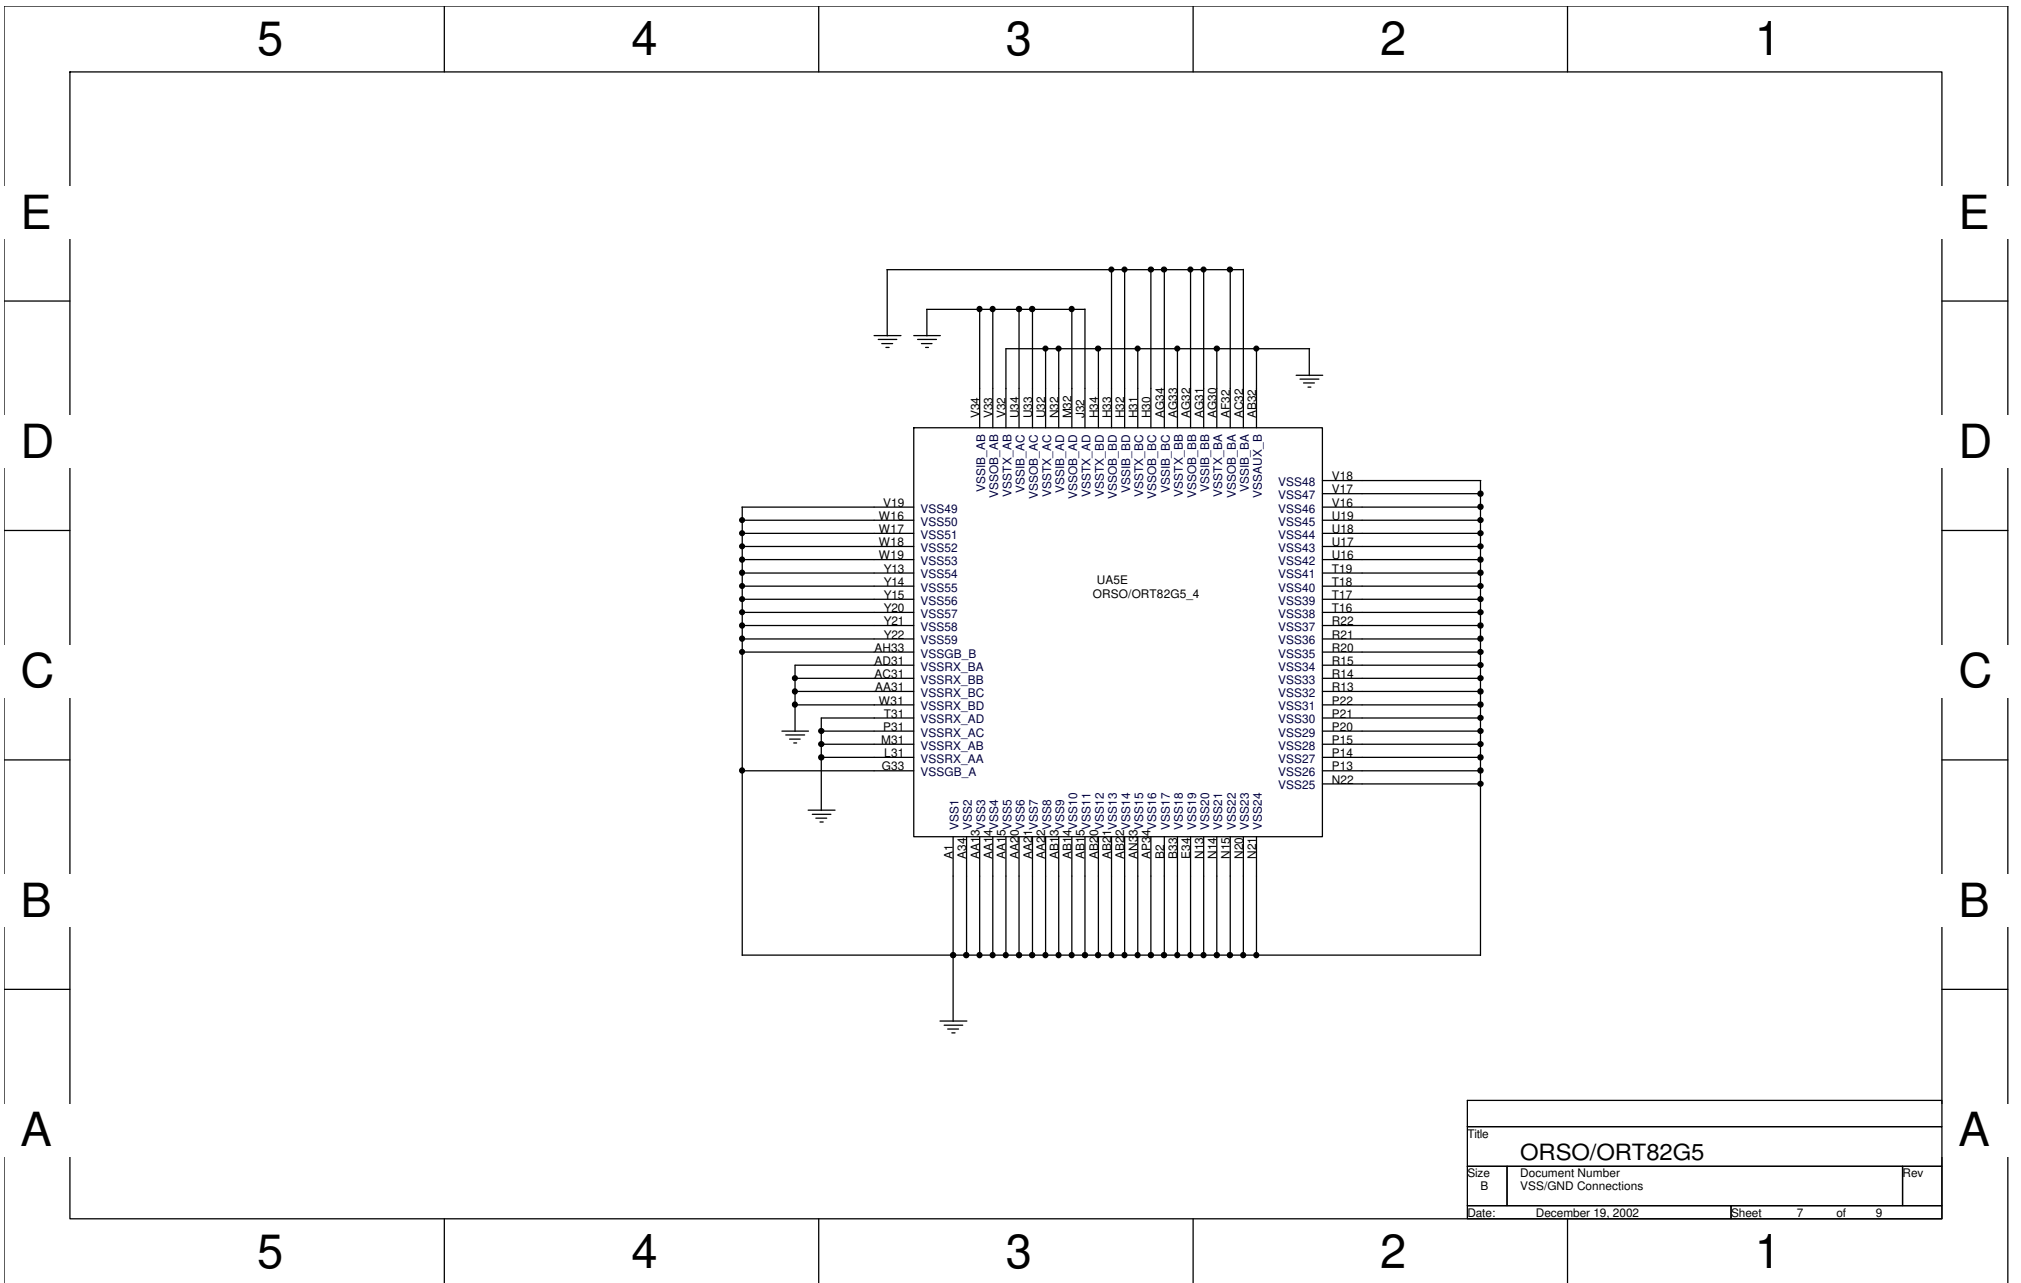 5 4 3 2 1
E E
D D
C C
B B
A A
V34
V33
V32
U34
U33
U32
N32
M32
J32
H34
H33
H32
H31
H30
AG34
AG33
AG32
AG31
AG30
AF32
AC32
AB32
VSSIB_AB
VSSOB_AB
VSSTX_AB
VSSIB_AC
VSSOB_AC
VSSTX_AC
VSSIB_AD
VSSOB_AD
VSSTX_AD
VSSTX_BD
VSSOB_BD
VSSIB_BD
VSSTX_BC
VSSOB_BC
VSSIB_BC
VSSTX_BB
VSSOB_BB
VSSIB_BB
VSSTX_BA
VSSOB_BA
VSSIB_BA
VSSAUX_B
V19 VSS49
W16 VSS50
W17 VSS51
W18 VSS52
W19 VSS53
Y13 VSS54
Y14 VSS55
Y15 VSS56
Y20 VSS57
Y21 VSS58
Y22 VSS59
AH33 VSSGB_B
AD31 VSSRX_BA
AC31 VSSRX_BB
AA31 VSSRX_BC
W31 VSSRX_BD
T31 VSSRX_AD
P31 VSSRX_AC
M31 VSSRX_AB
L31 VSSRX_AA
G33 VSSGB_A
UA5E
ORSO/ORT82G5_4
VSS48 V18
VSS47 V17
VSS46 V16
VSS45 U19
VSS44 U18
VSS43 U17
VSS42 U16
VSS41 T19
VSS40 T18
VSS39 T17
VSS38 T16
VSS37 R22
VSS36 R21
VSS35 R20
VSS34 R15
VSS33 R14
VSS32 R13
VSS31 P22
VSS30 P21
VSS29 P20
VSS28 P15
VSS27 P14
VSS26 P13
VSS25 N22
VSS1
VSS2
VSS3
VSS4
VSS5
VSS6
VSS7
VSS8
VSS9
VSS10
VSS11
VSS12
VSS13
VSS14
VSS15
VSS16
VSS17
VSS18
VSS19
VSS20
VSS21
VSS22
VSS23
VSS24
A1
A34
AA13
AA14
AA15
AA20
AA21
AA22
AB13
AB14
AB15
AB20
AB21
AB22
AN33
AP34
B2
B33
E34
N13
N14
N15
N20
N21
Title
ORSO/ORT82G5
Size Document Number Rev
B VSS/GND Connections
Date: December 19, 2002 Sheet 7 of 9
5 4 3 2 1